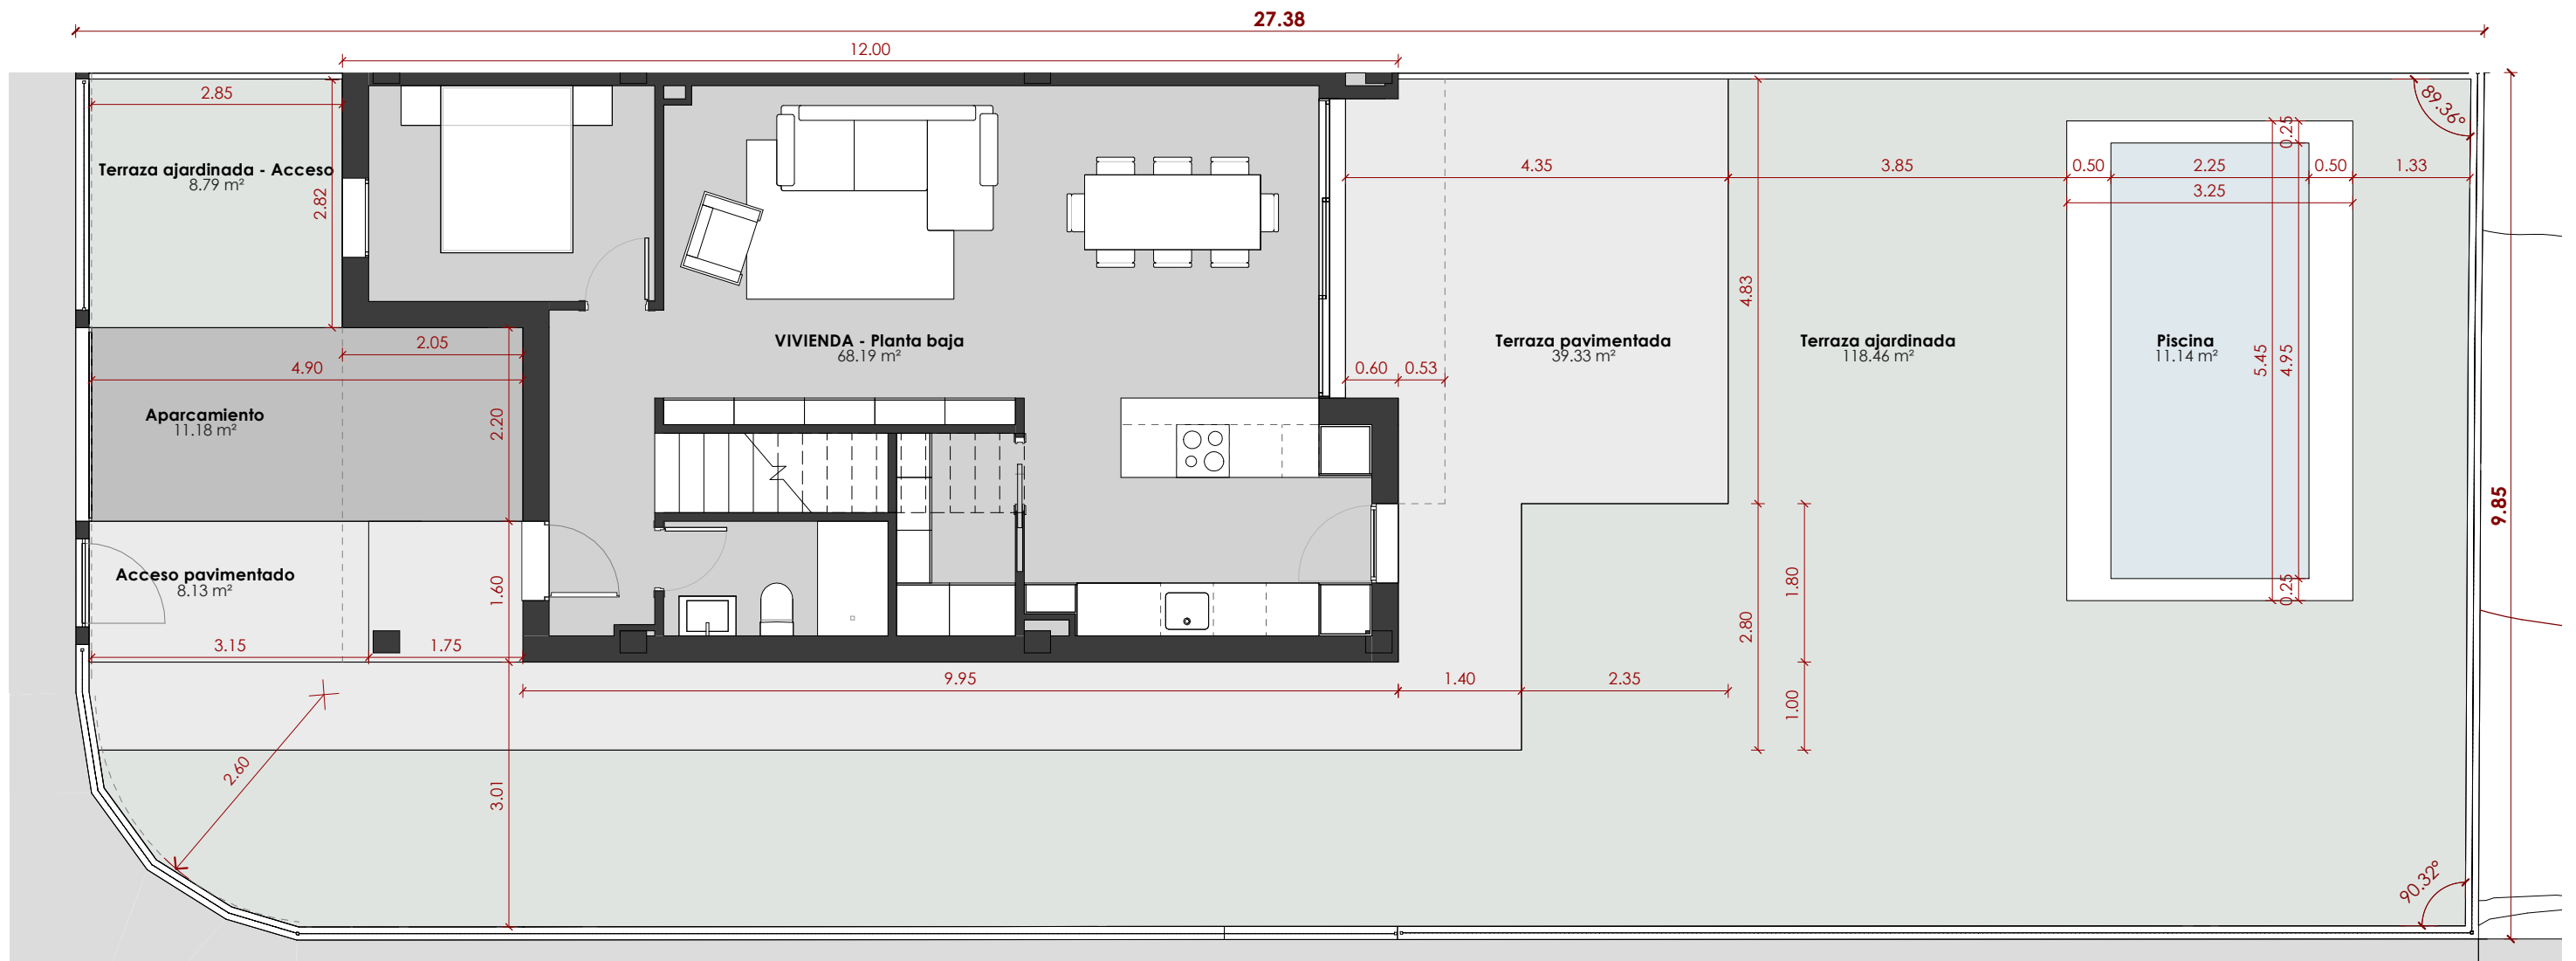 27.38
12.00
2.85
Terraza ajardinada - Acceso
8.79 m²
2.82
89.36°
0.25
4.35
3.85
0.50
2.25
0.50
1.33
3.25
4.83
VIVIENDA - Planta baja
68.19 m²
Terraza pavimentada
39.33 m²
Terraza ajardinada
118.46 m²
Piscina
11.14 m²
5.45
4.95
2.05
4.90
0.60
0.53
Aparcamiento
11.18 m²
2.20
9.85
Acceso pavimentado
8.13 m²
1.60
1.80
0.25
2.80
3.15
1.75
9.95
1.40
2.35
1.00
2.60
3.01
90.32°